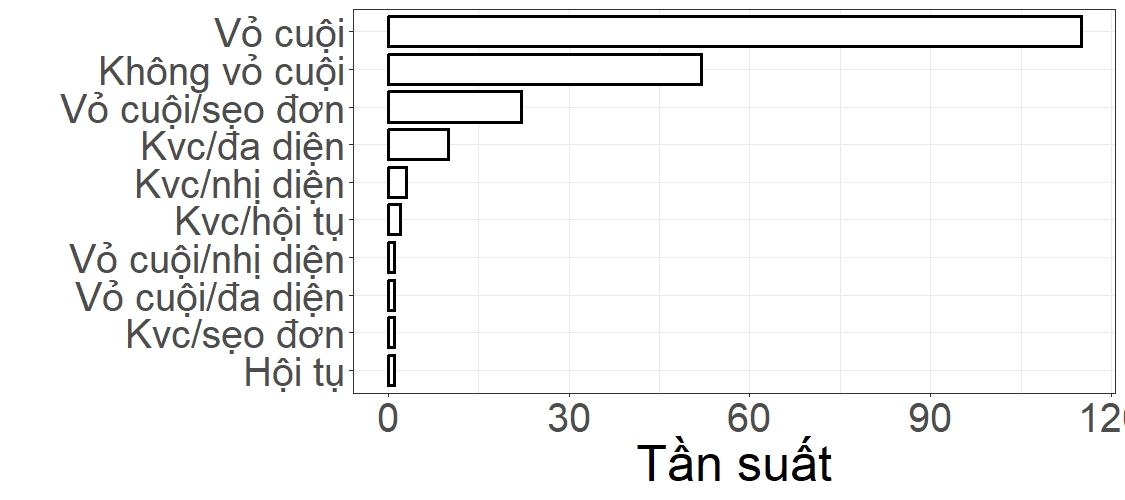 Vỏ cuội
Không vỏ cuội
Vỏ cuội/sẹo đơn
Kvc/đa diện
Kvc/nhị diện
Kvc/hội tụ
Vỏ cuội/nhị diện
Vỏ cuội/đa diện
Kvc/sẹo đơn
Hội tụ
0 30 60 90 120
Tần suất